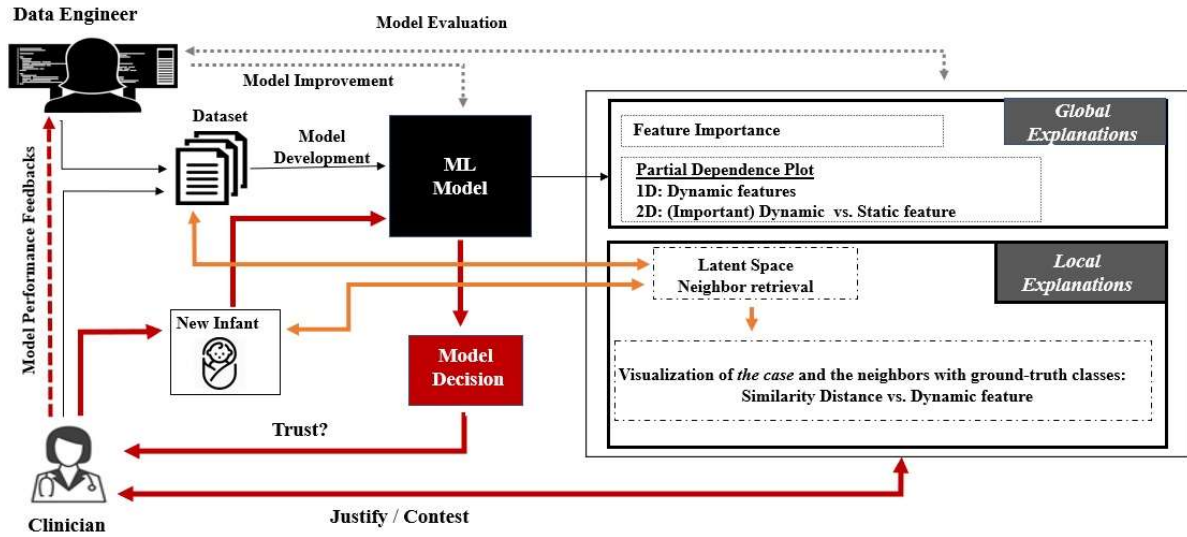 Data Engineer
Model Evaluation
Model Improvement
Dataset
Model
Development
ML
Model
Model Performance Feedbacks
New Infant
Model
Decision
Trust?
Justify / Contest
Clinician
Global
Explanations
Feature Importance
Partial Dependence Plot
1D: Dynamic features
2D: (Important) Dynamic vs. Static feature
Local
Explanations
Latent Space
Neighbor retrieval
Visualization of the case and the neighbors with ground-truth classes:
Similarity Distance vs. Dynamic feature